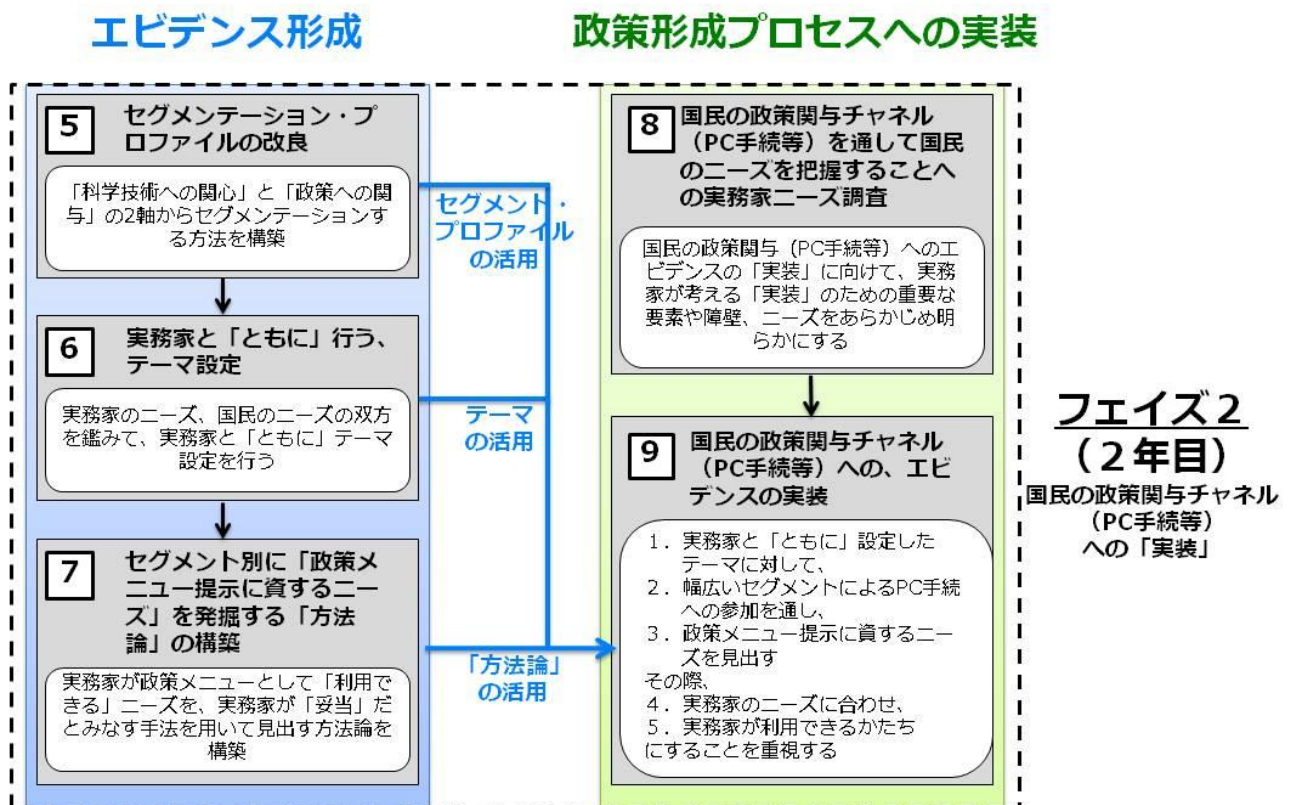 エビデンス形成
政策形成プロセスへの実装
5
セグメンテーション・プ
ロファイルの改良
「科学技術への関心」と「政策への関
与」の2軸からセグメンテーションす
る方法を構築
6
実務家と「ともに」行う、
テーマ設定
実務家のニーズ、国民のニーズの双方
を鑑みて、実務家と「ともに」テーマ
設定を行う
7
セグメント別に「政策メ
ニュー提示に資するニー
ズ」を発掘する「方法
論」の構築
実務家が政策メニューとして「利用で
きる」ニーズを、実務家が「妥当」だ
とみなす手法を用いて見出す方法論を
構築
セグメント・
プロファイル
の活用
テーマ
の活用
「方法論」
の活用
8
国民の政策関与チャネル
（PC手続等）を通して国民
のニーズを把握することへ
の実務家ニーズ調査
国民の政策関与（PC手続等）へのエ
ビデンスの「実装」に向けて、実務
家が考える「実装」のための重要な
要素や障壁、ニーズをあらかじめ明
らかにする
9
国民の政策関与チャネル
（PC手続等）への、エビ
デンスの実装
1．実務家と「ともに」設定した
テーマに対して、
2．幅広いセグメントによるPC手続
への参加を通し、
3．政策メニュー提示に資するニー
ズを見出す
その際、
4．実務家のニーズに合わせ、
5．実務家が利用できるかたち
にすることを重視する
フェイズ２
（２年目）
国民の政策関与チャネル
（PC手続等）
への「実装」